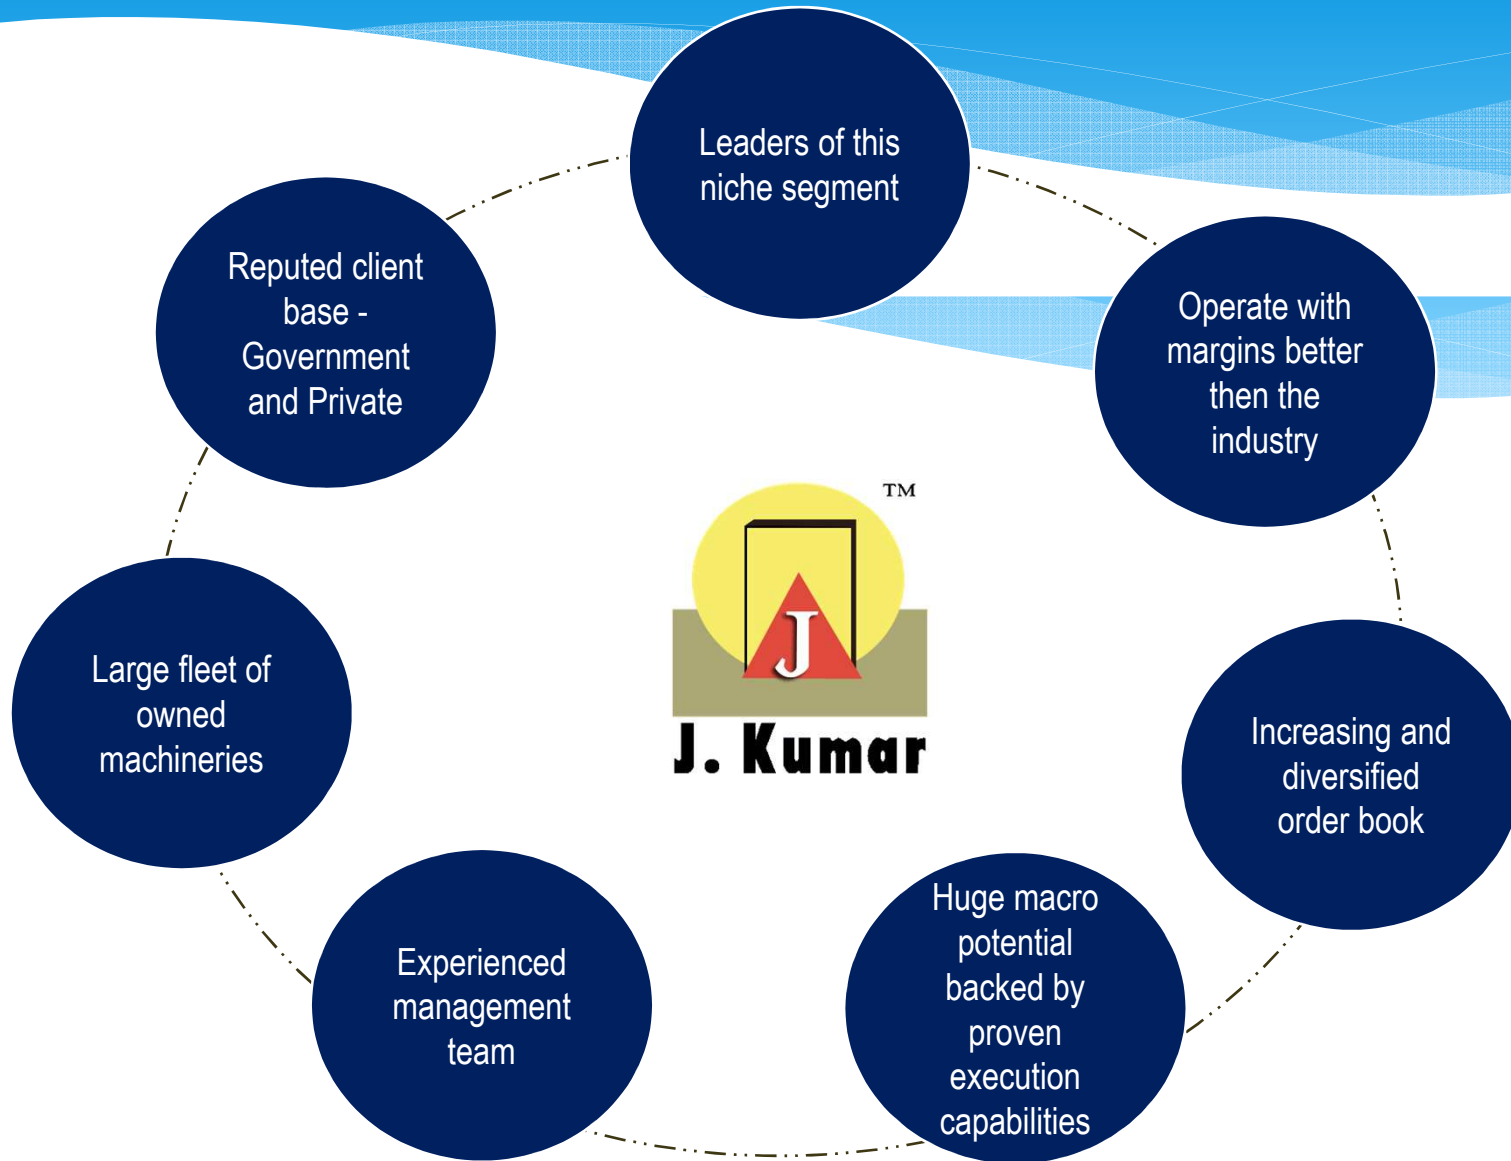 Leaders of this
niche segment
Operate with
margins better
then the
industry
Increasing and
diversified
order book
Huge macro
potential
backed by
proven
execution
capabilities
Experienced
management
team
Large fleet of
owned
machineries
Reputed client
base -
Government
and Private
TM
J
J. Kumar